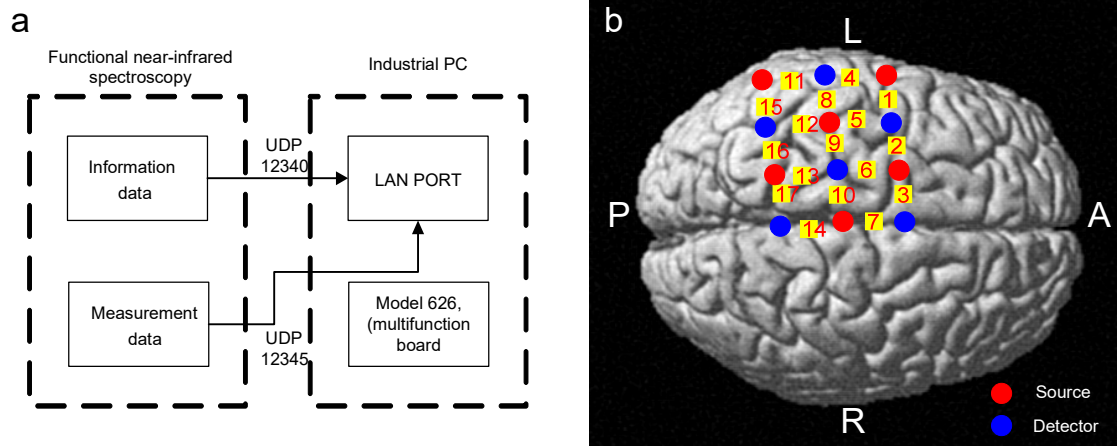 a
Functional near-infrared
spectroscopy
Industrial PC
Information
data
UDP
12340
LAN PORT
Measurement
data
UDP
12345
Model 626,
(multifunction
board
b
L
11
4
15
8
1
12
5
16
9
2
13
6
17
10
3
14
7
P
A
R
Source
Detector